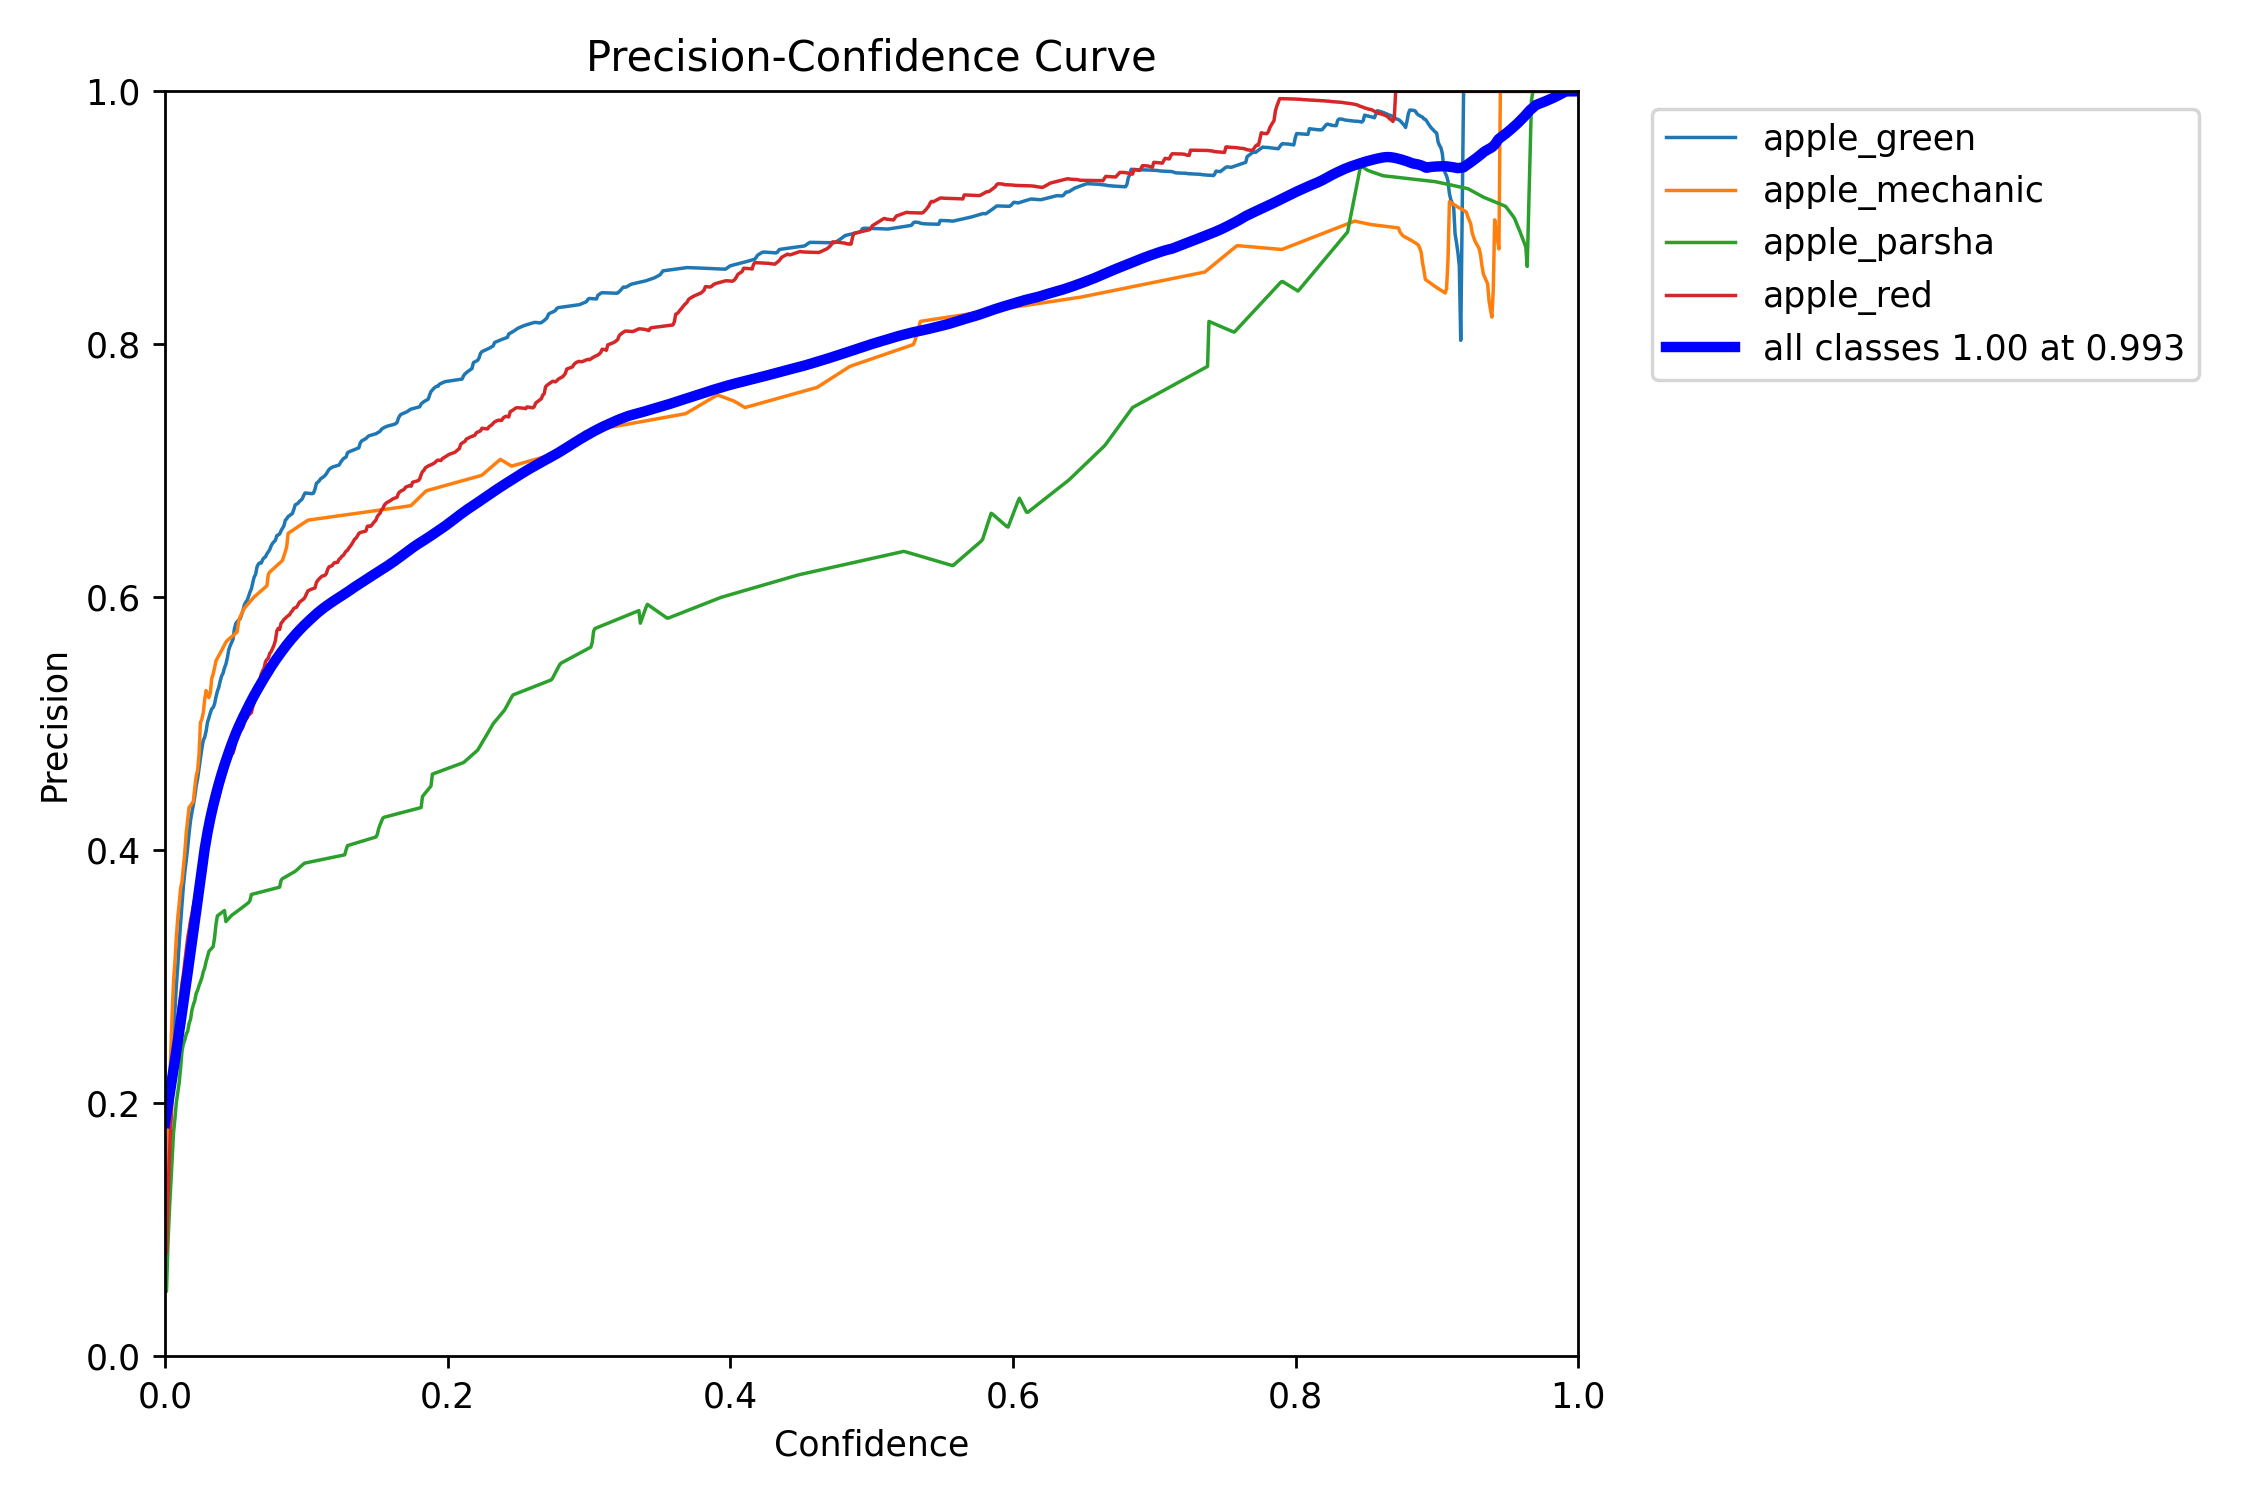 Precision-Confidence Curve
1.0
0.8
0.6
0.4
0.2
0.0
Precision
0.0 0.2 0.4 0.6 0.8 1.0
Confidence
apple_green
apple_mechanic
apple_parsha
apple_red
all classes 1.00 at 0.993